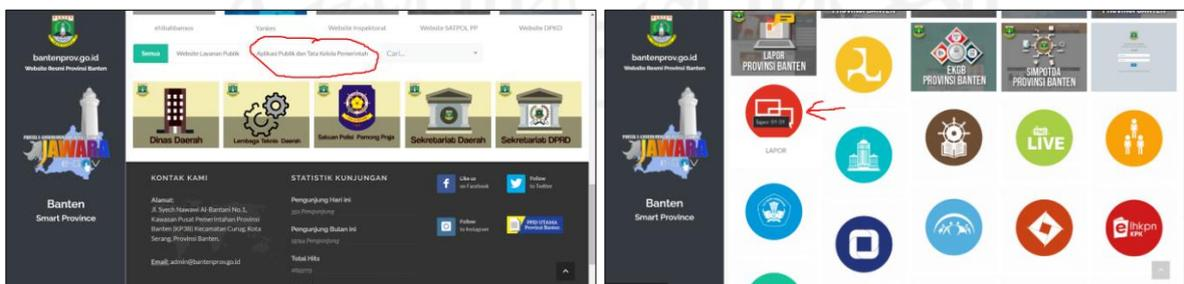 bantenprov.go.id
Website Resmi Provinsi Banten
JAWARA
Banten
Smart Province
eHibahbansos
Yanjies
Website Inspektorat
Website SATPOL PP
Website DPKD
Semua
Website Layanan Publik
Aplikasi Publik dan Tata Kelola Pemerintah
Cari...
Dinas Daerah
Lembaga Teknis Daerah
Satuan Polisi Pamong Praja
Sekretariat Daerah
Sekretariat DPRD
KONTAK KAMI
Alamat:
Jl. Syech Nawawi Al-Bantani No.1,
Kawasan Pusat Pemerintahan Provinsi
Banten (KP3B) Kecamatan Curug, Kota
Serang, Provinsi Banten.
Email: admin@bantenprov.go.id
STATISTIK KUNJUNGAN
Pengunjung Hari ini
Pengunjung Bulan ini
Total Hits
Like us
on Facebook
Follow
to Twitter
Follow
to Instagram
PPID UTAMA
Provinsi Banten
bantenprov.go.id
Website Resmi Provinsi Banten
JAWARA
Banten
Smart Province
LAPOR
PROVINSI BANTEN
EKGB
PROVINSI BANTEN
SIMPOTDA
PROVINSI BANTEN
LAPOR
LIVE
elhkpn
KPK